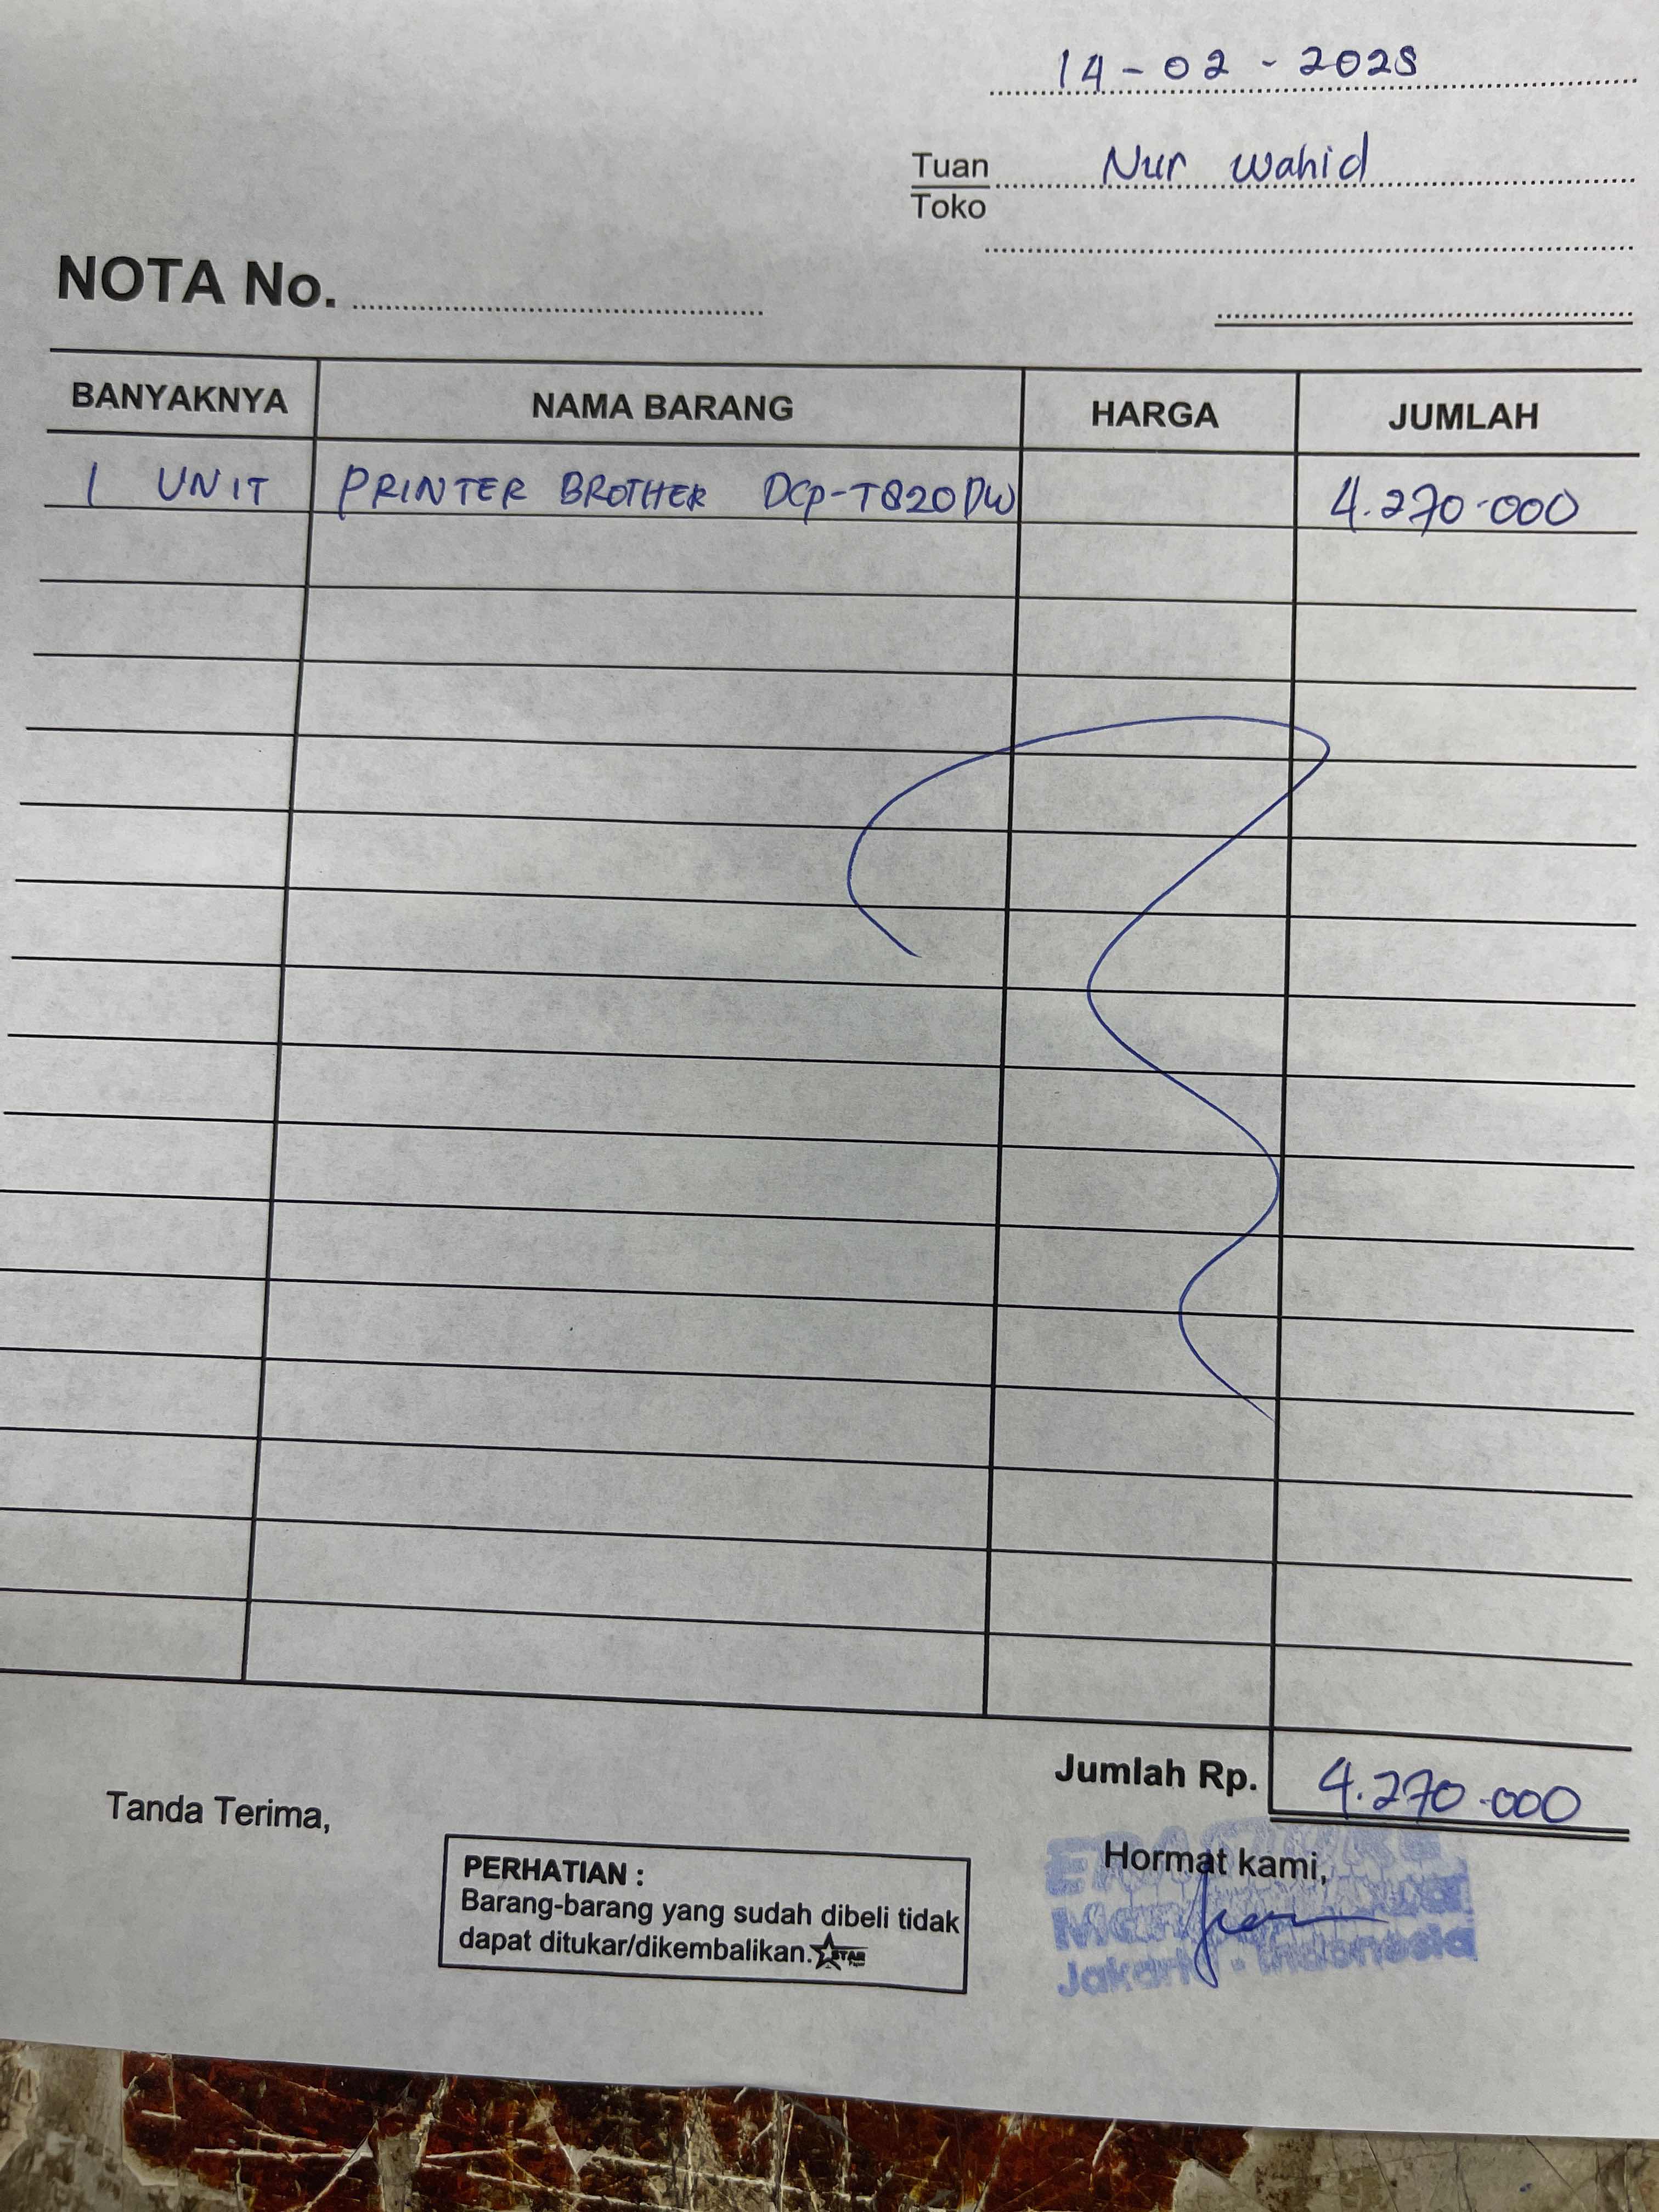 14-02-2025
Tuan Nur Wahid
Toko
NOTA No.
BANYAKNYA NAMA BARANG HARGA JUMLAH
1 UNIT PRINTER BROTHER DCP-T820DW 4.270.000
Jumlah Rp. 4.270.000
Tanda Terima,
Hormat kami,
PERHATIAN :
Barang-barang yang sudah dibeli tidak
dapat ditukar/dikembalikan. STAR
Jakarta - Indonesia